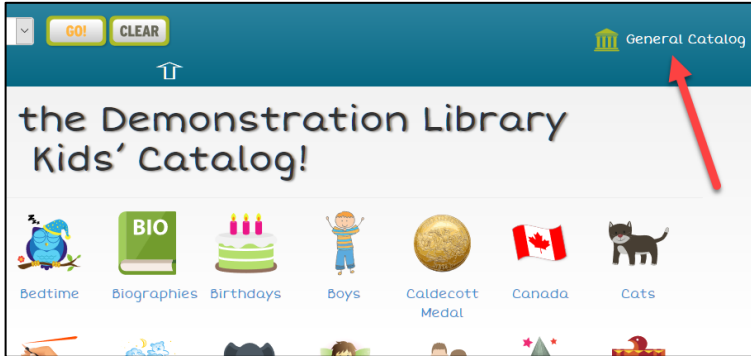 GO! CLEAR General Catalog
the Demonstration Library
Kids' Catalog!
z z
BIO
Bedtime Biographies Birthdays Boys Caldecott Canada Cats
Medal